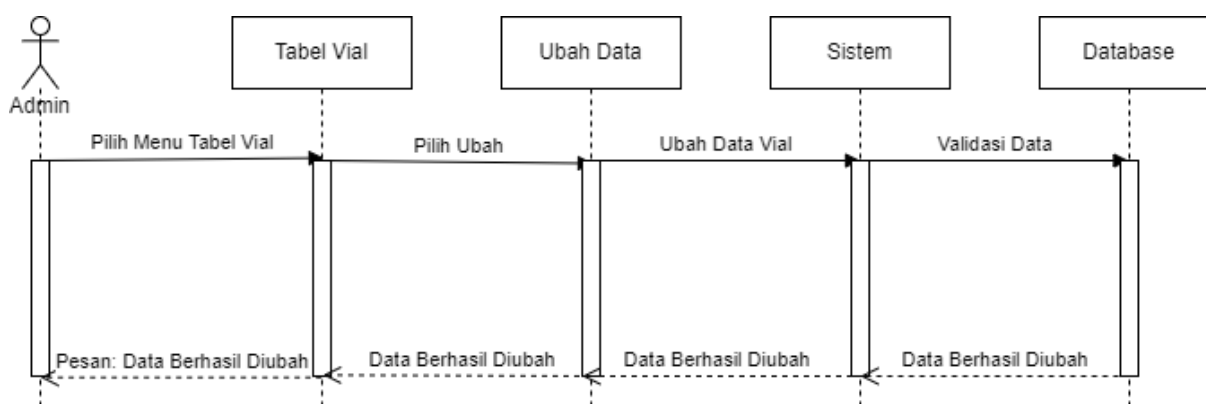 Tabel Vial
Ubah Data
Sistem
Database
Admin
Pilih Menu Tabel Vial
Pilih Ubah
Ubah Data Vial
Validasi Data
Pesan: Data Berhasil Diubah
Data Berhasil Diubah
Data Berhasil Diubah
Data Berhasil Diubah